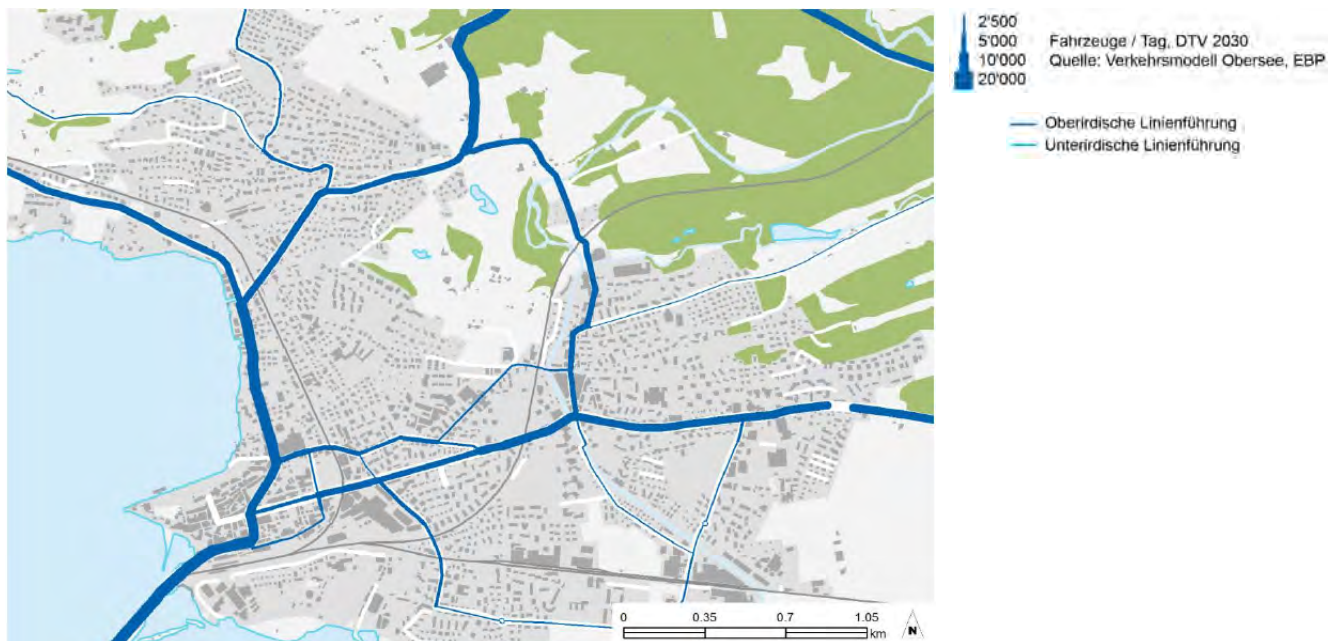 2'500
5'000
10'000
20'000
Fahrzeuge / Tag, DTV 2030
Quelle: Verkehrsmodell Obersee, EBP
Oberirdische Linienführung
Unterirdische Linienführung
0 0.35 0.7 1.05
km
N